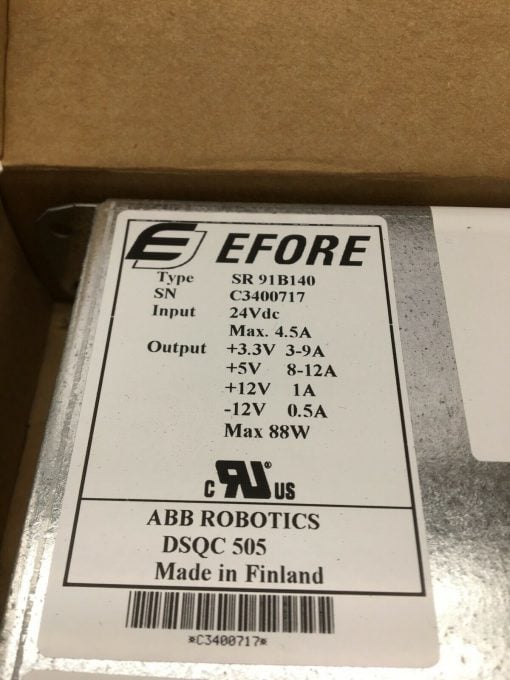 EFORE
Type SR 91B140
SN C3400717
Input 24Vdc
Max. 4.5A
Output +3.3V 3-9A
+5V 8-12A
+12V 1A
-12V 0.5A
Max 88W
c RU US
ABB ROBOTICS
DSQC 505
Made in Finland
*C3400717*